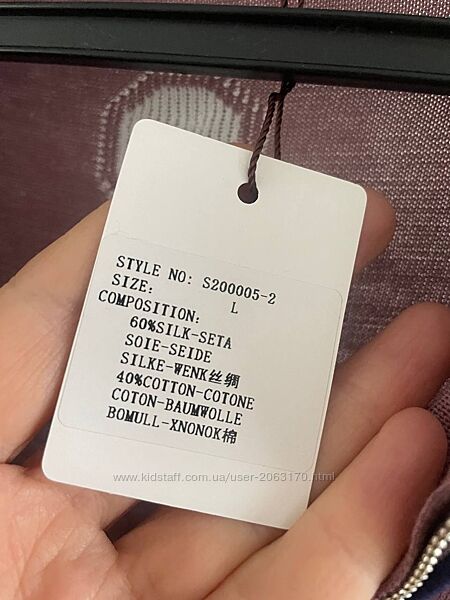 STYLE NO: S200005-2
SIZE: L
COMPOSITION:
60%SILK-SETA
SOIE-SEIDE
SILKE-WENK丝绸
40%COTTON-COTONE
COTON-BAUMWOLLE
BOMULL-XNONOK棉
www.kidstaff.com.ua/user-2063170.html